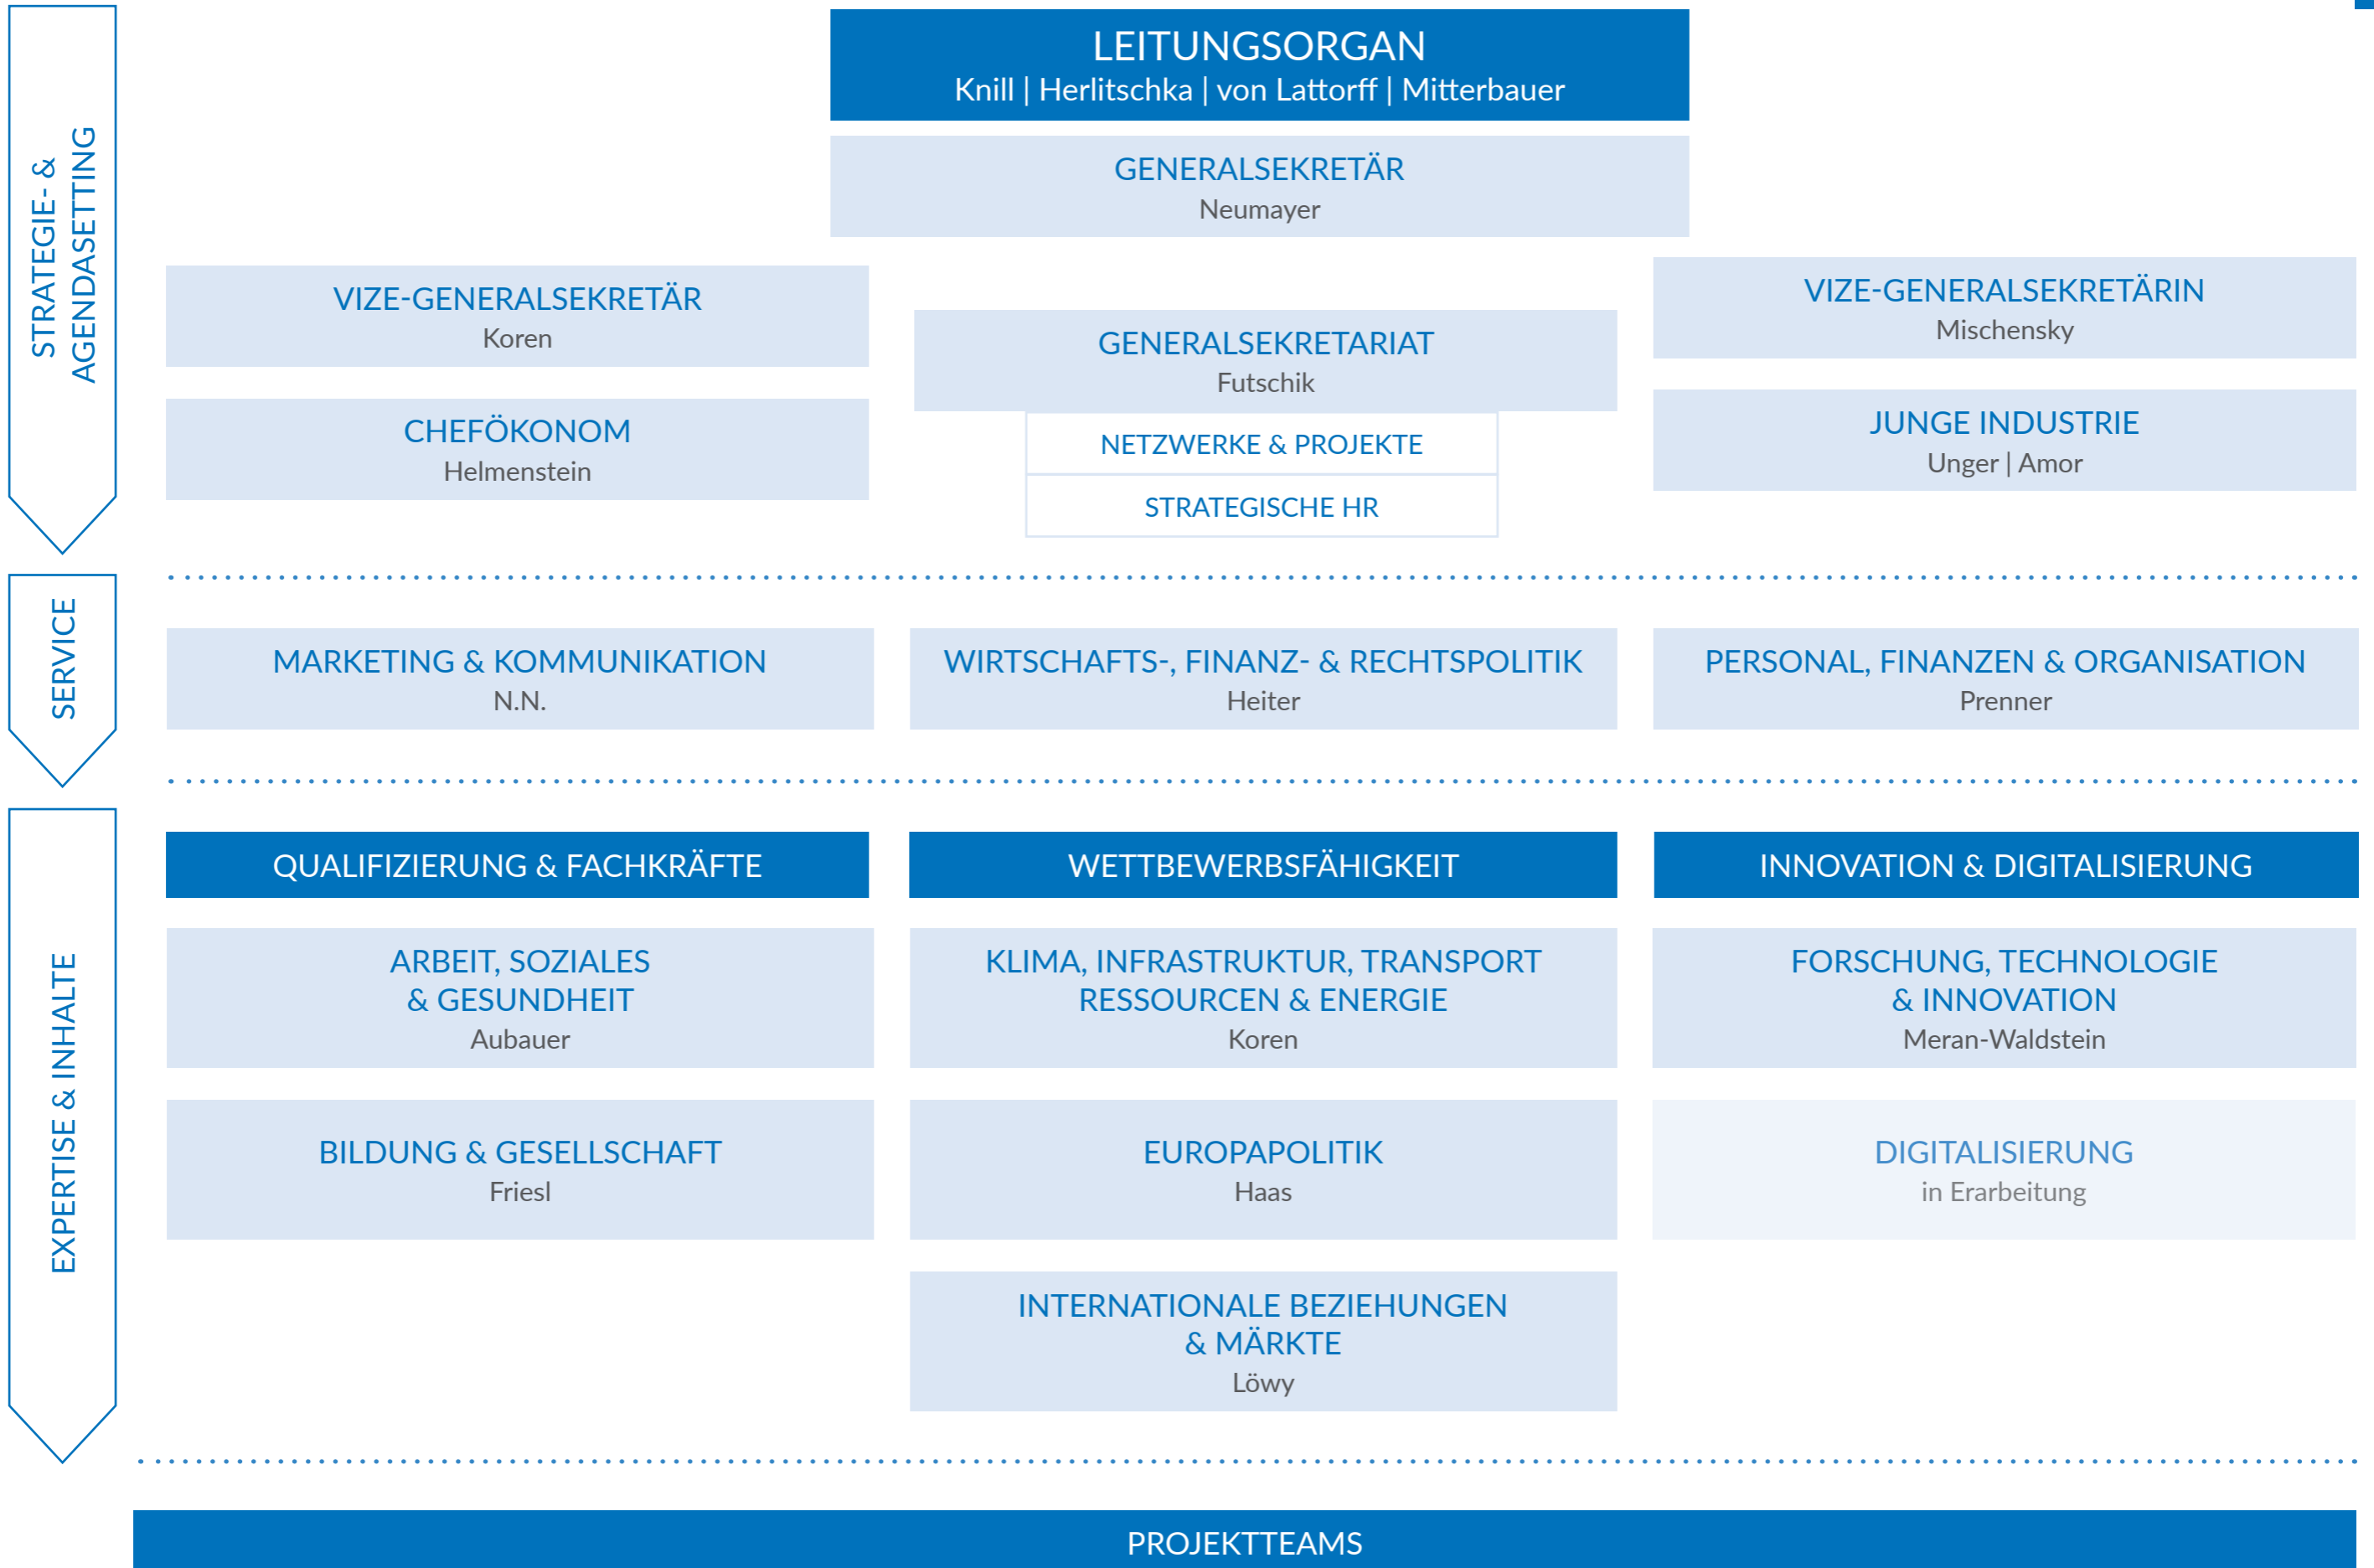 STRATEGIE- &
AGENDASETTING
LEITUNGSORGAN
Knill | Herlitschka | von Lattorff | Mitterbauer
GENERALSEKRETÄR
Neumayer
VIZE-GENERALSEKRETÄR
Koren
CHEFÖKONOM
Helmenstein
GENERALSEKRETARIAT
Futschik
NETZWERKE & PROJEKTE
STRATEGISCHE HR
VIZE-GENERALSEKRETÄRIN
Mischensky
JUNGE INDUSTRIE
Unger | Amor
SERVICE
MARKETING & KOMMUNIKATION
N.N.
WIRTSCHAFTS-, FINANZ- & RECHTSPOLITIK
Heiter
PERSONAL, FINANZEN & ORGANISATION
Prenner
EXPERTISE & INHALTE
QUALIFIZIERUNG & FACHKRÄFTE
ARBEIT, SOZIALES
& GESUNDHEIT
Aubauer
BILDUNG & GESELLSCHAFT
Friesl
WETTBEWERBSFÄHIGKEIT
KLIMA, INFRASTRUKTUR, TRANSPORT
RESSOURCEN & ENERGIE
Koren
EUROPAPOLITIK
Haas
INTERNATIONALE BEZIEHUNGEN
& MÄRKTE
Löwy
INNOVATION & DIGITALISIERUNG
FORSCHUNG, TECHNOLOGIE
& INNOVATION
Meran-Waldstein
DIGITALISIERUNG
in Erarbeitung
PROJEKTTEAMS